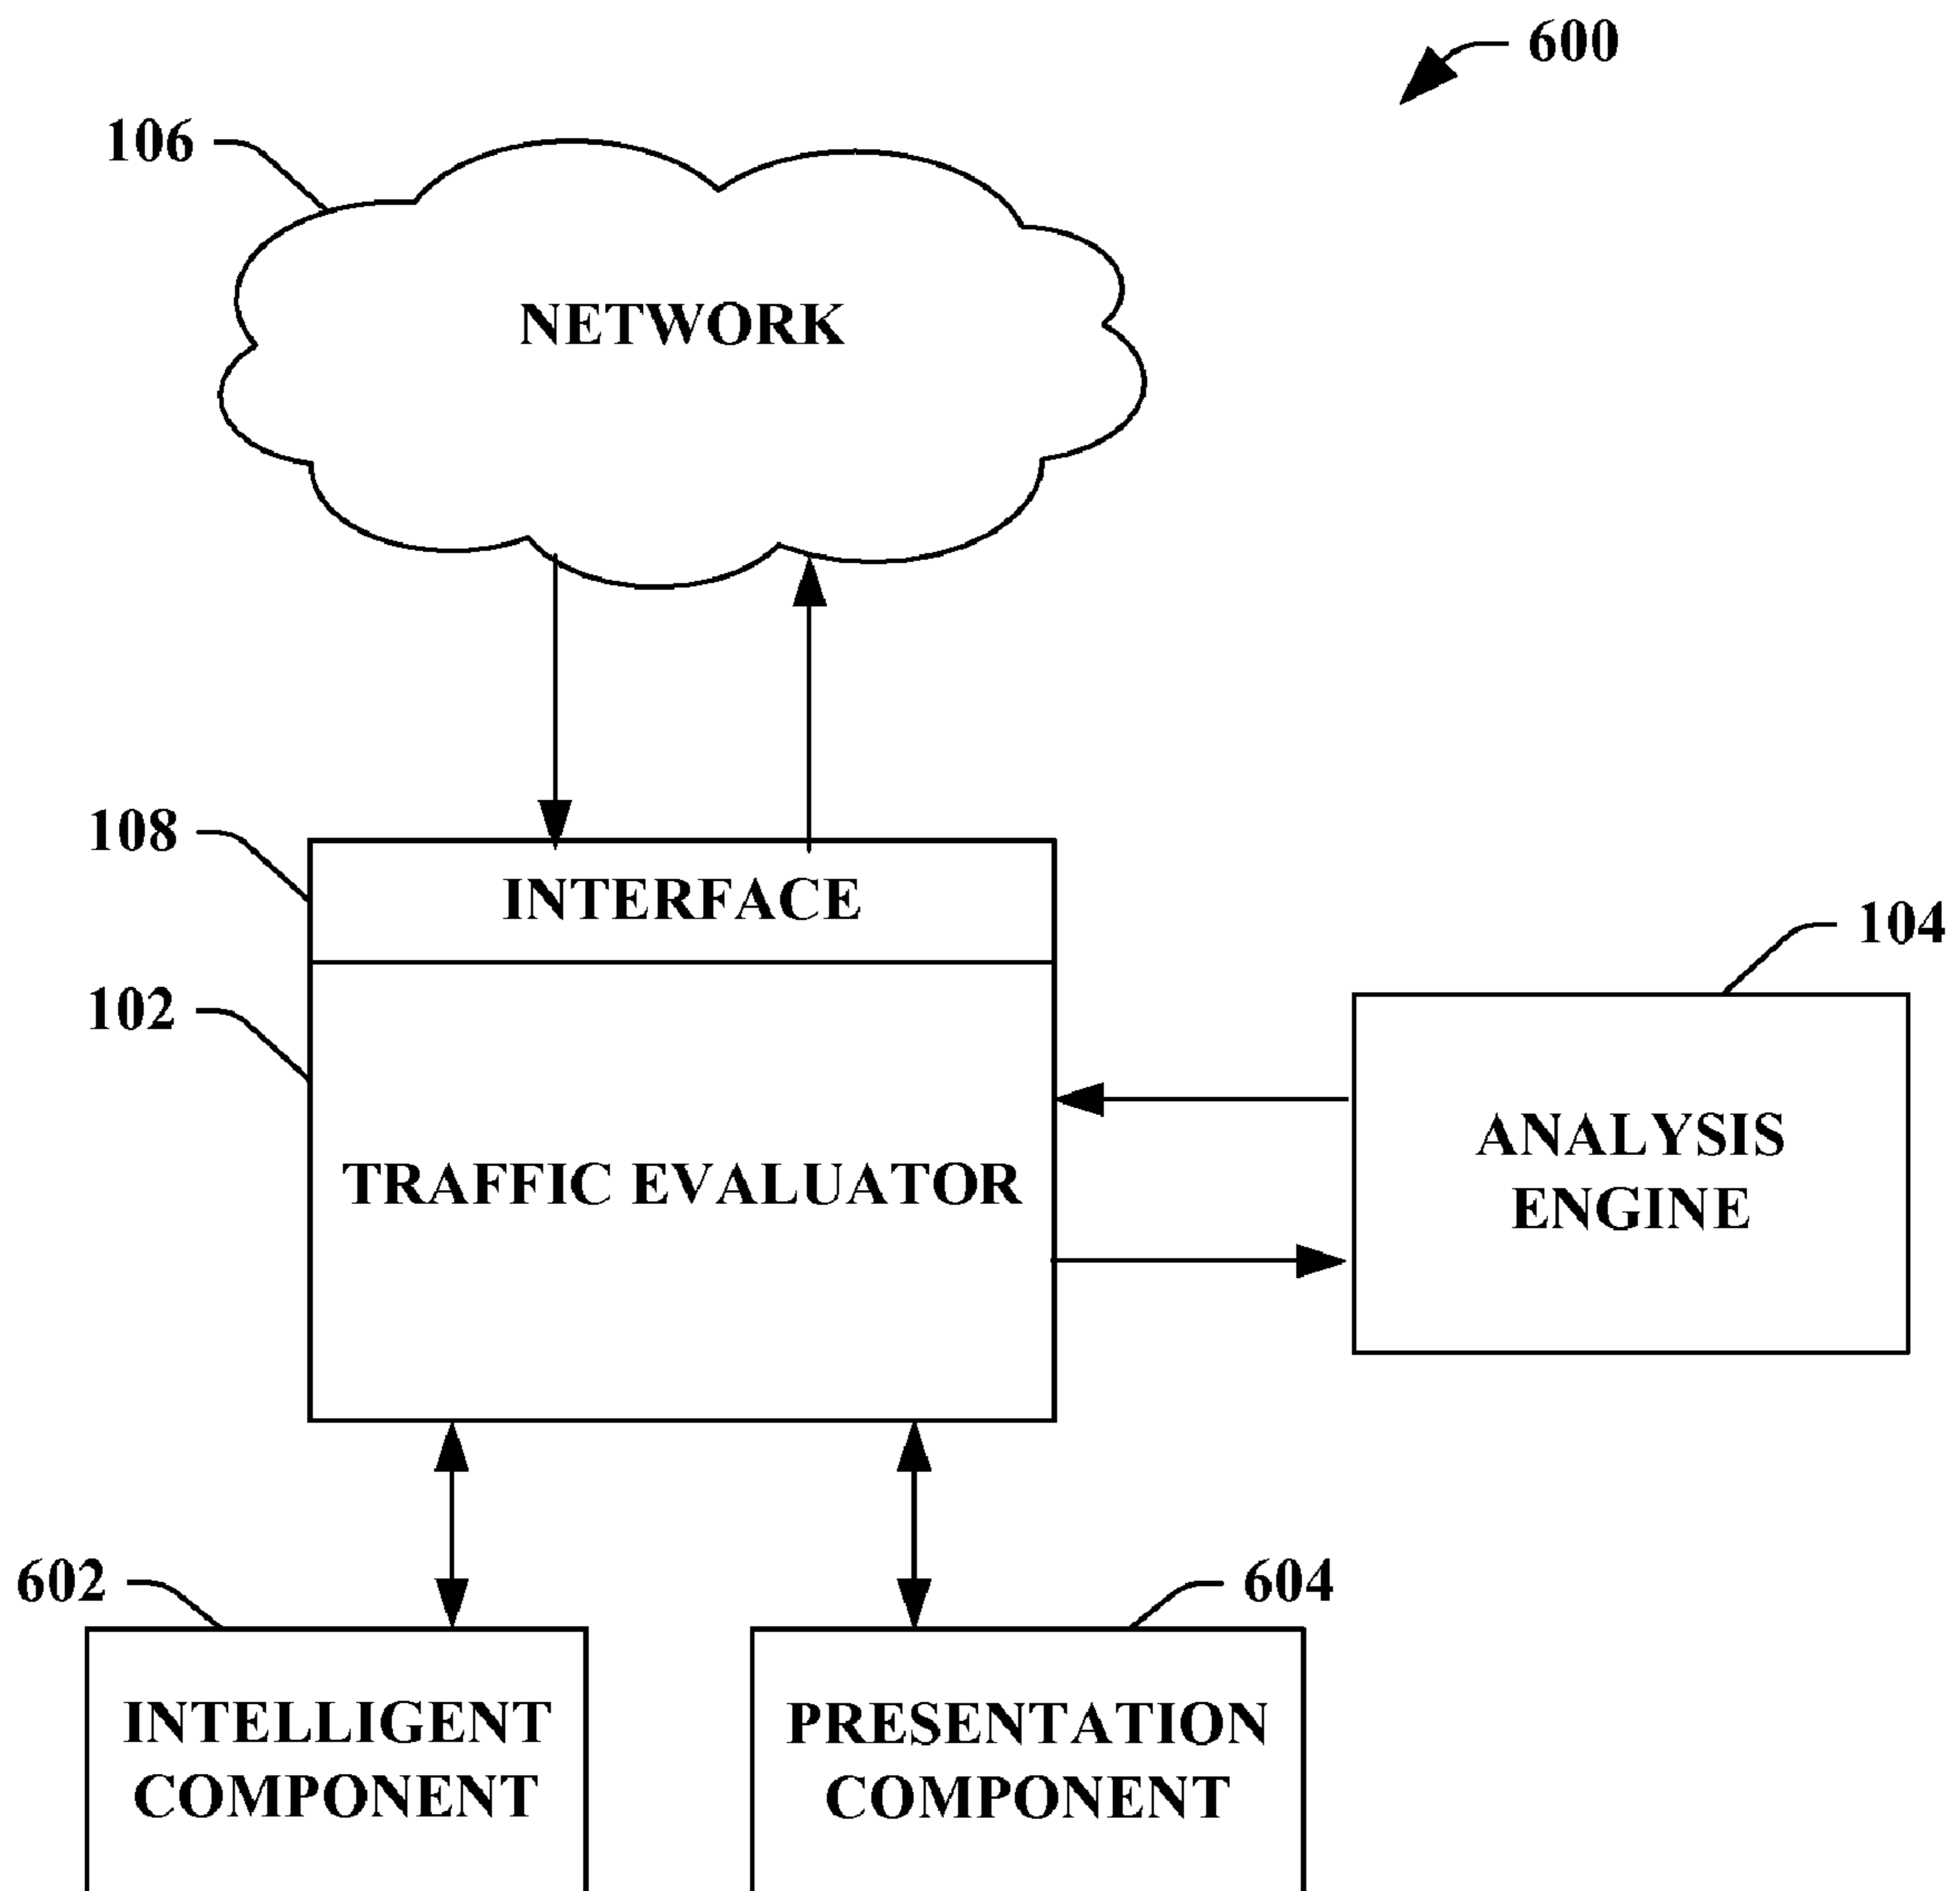 600
106
NETWORK
108
INTERFACE
104
102
ANALYSIS
ENGINE
TRAFFIC EVALUATOR
602
604
INTELLIGENT
COMPONENT
PRESENTATION
COMPONENT